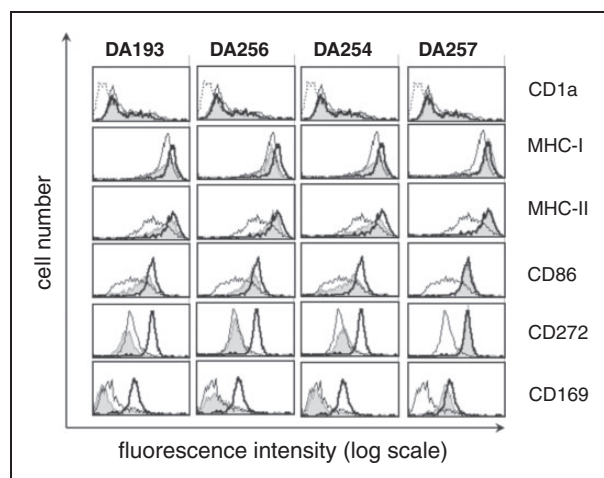 DA193 DA256 DA254 DA257
CD1a
MHC-I
MHC-II
CD86
CD272
CD169
cell number
fluorescence intensity (log scale)